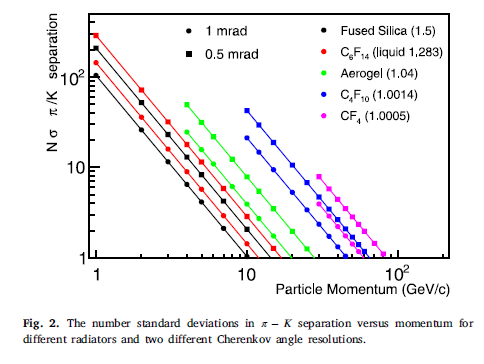 1 mrad
0.5 mrad
Fused Silica (1.5)
C₆F₁₄ (liquid 1,283)
Aerogel (1.04)
C₄F₁₀ (1.0014)
CF₄ (1.0005)
N σ π /K separation
10²
10
1
1
10
10²
Particle Momentum (GeV/c)
Fig. 2. The number standard deviations in π − K separation versus momentum for
different radiators and two different Cherenkov angle resolutions.